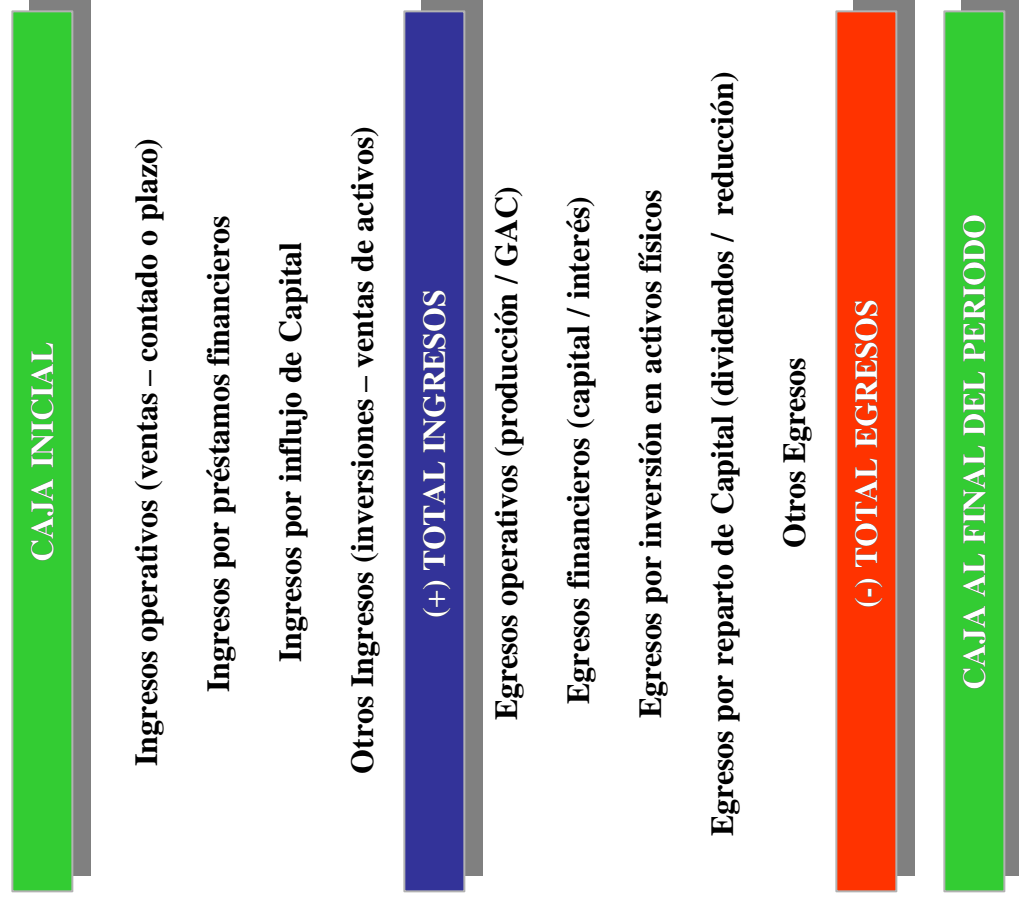 CAJA INICIAL
Ingresos operativos (ventas – contado o plazo)
Ingresos por préstamos financieros
Ingresos por influjo de Capital
Otros Ingresos (inversiones – ventas de activos)
(+) TOTAL INGRESOS
Egresos operativos (producción / GAC)
Egresos financieros (capital / interés)
Egresos por inversión en activos físicos
Egresos por reparto de Capital (dividendos / reducción)
Otros Egresos
(-) TOTAL EGRESOS
CAJA AL FINAL DEL PERIODO